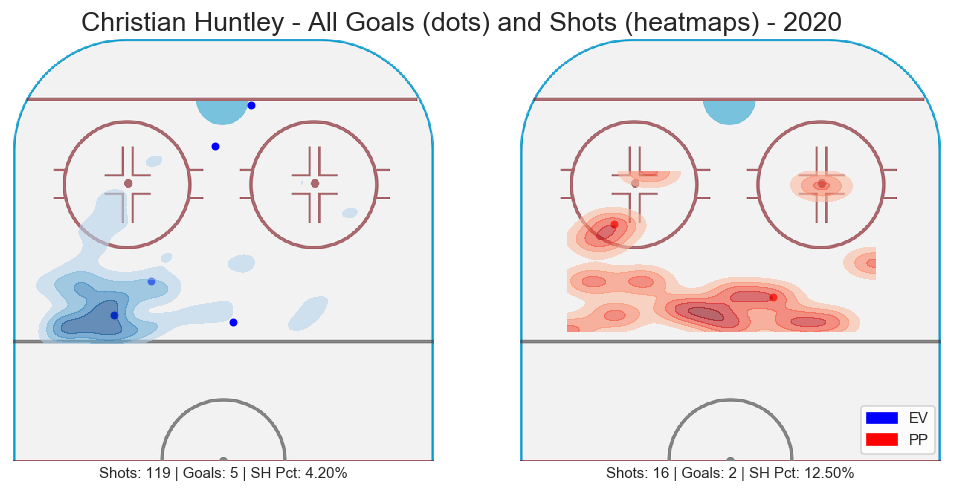 Christian Huntley - All Goals (dots) and Shots (heatmaps) - 2020
EV
PP
Shots: 119 | Goals: 5 | SH Pct: 4.20%
Shots: 16 | Goals: 2 | SH Pct: 12.50%